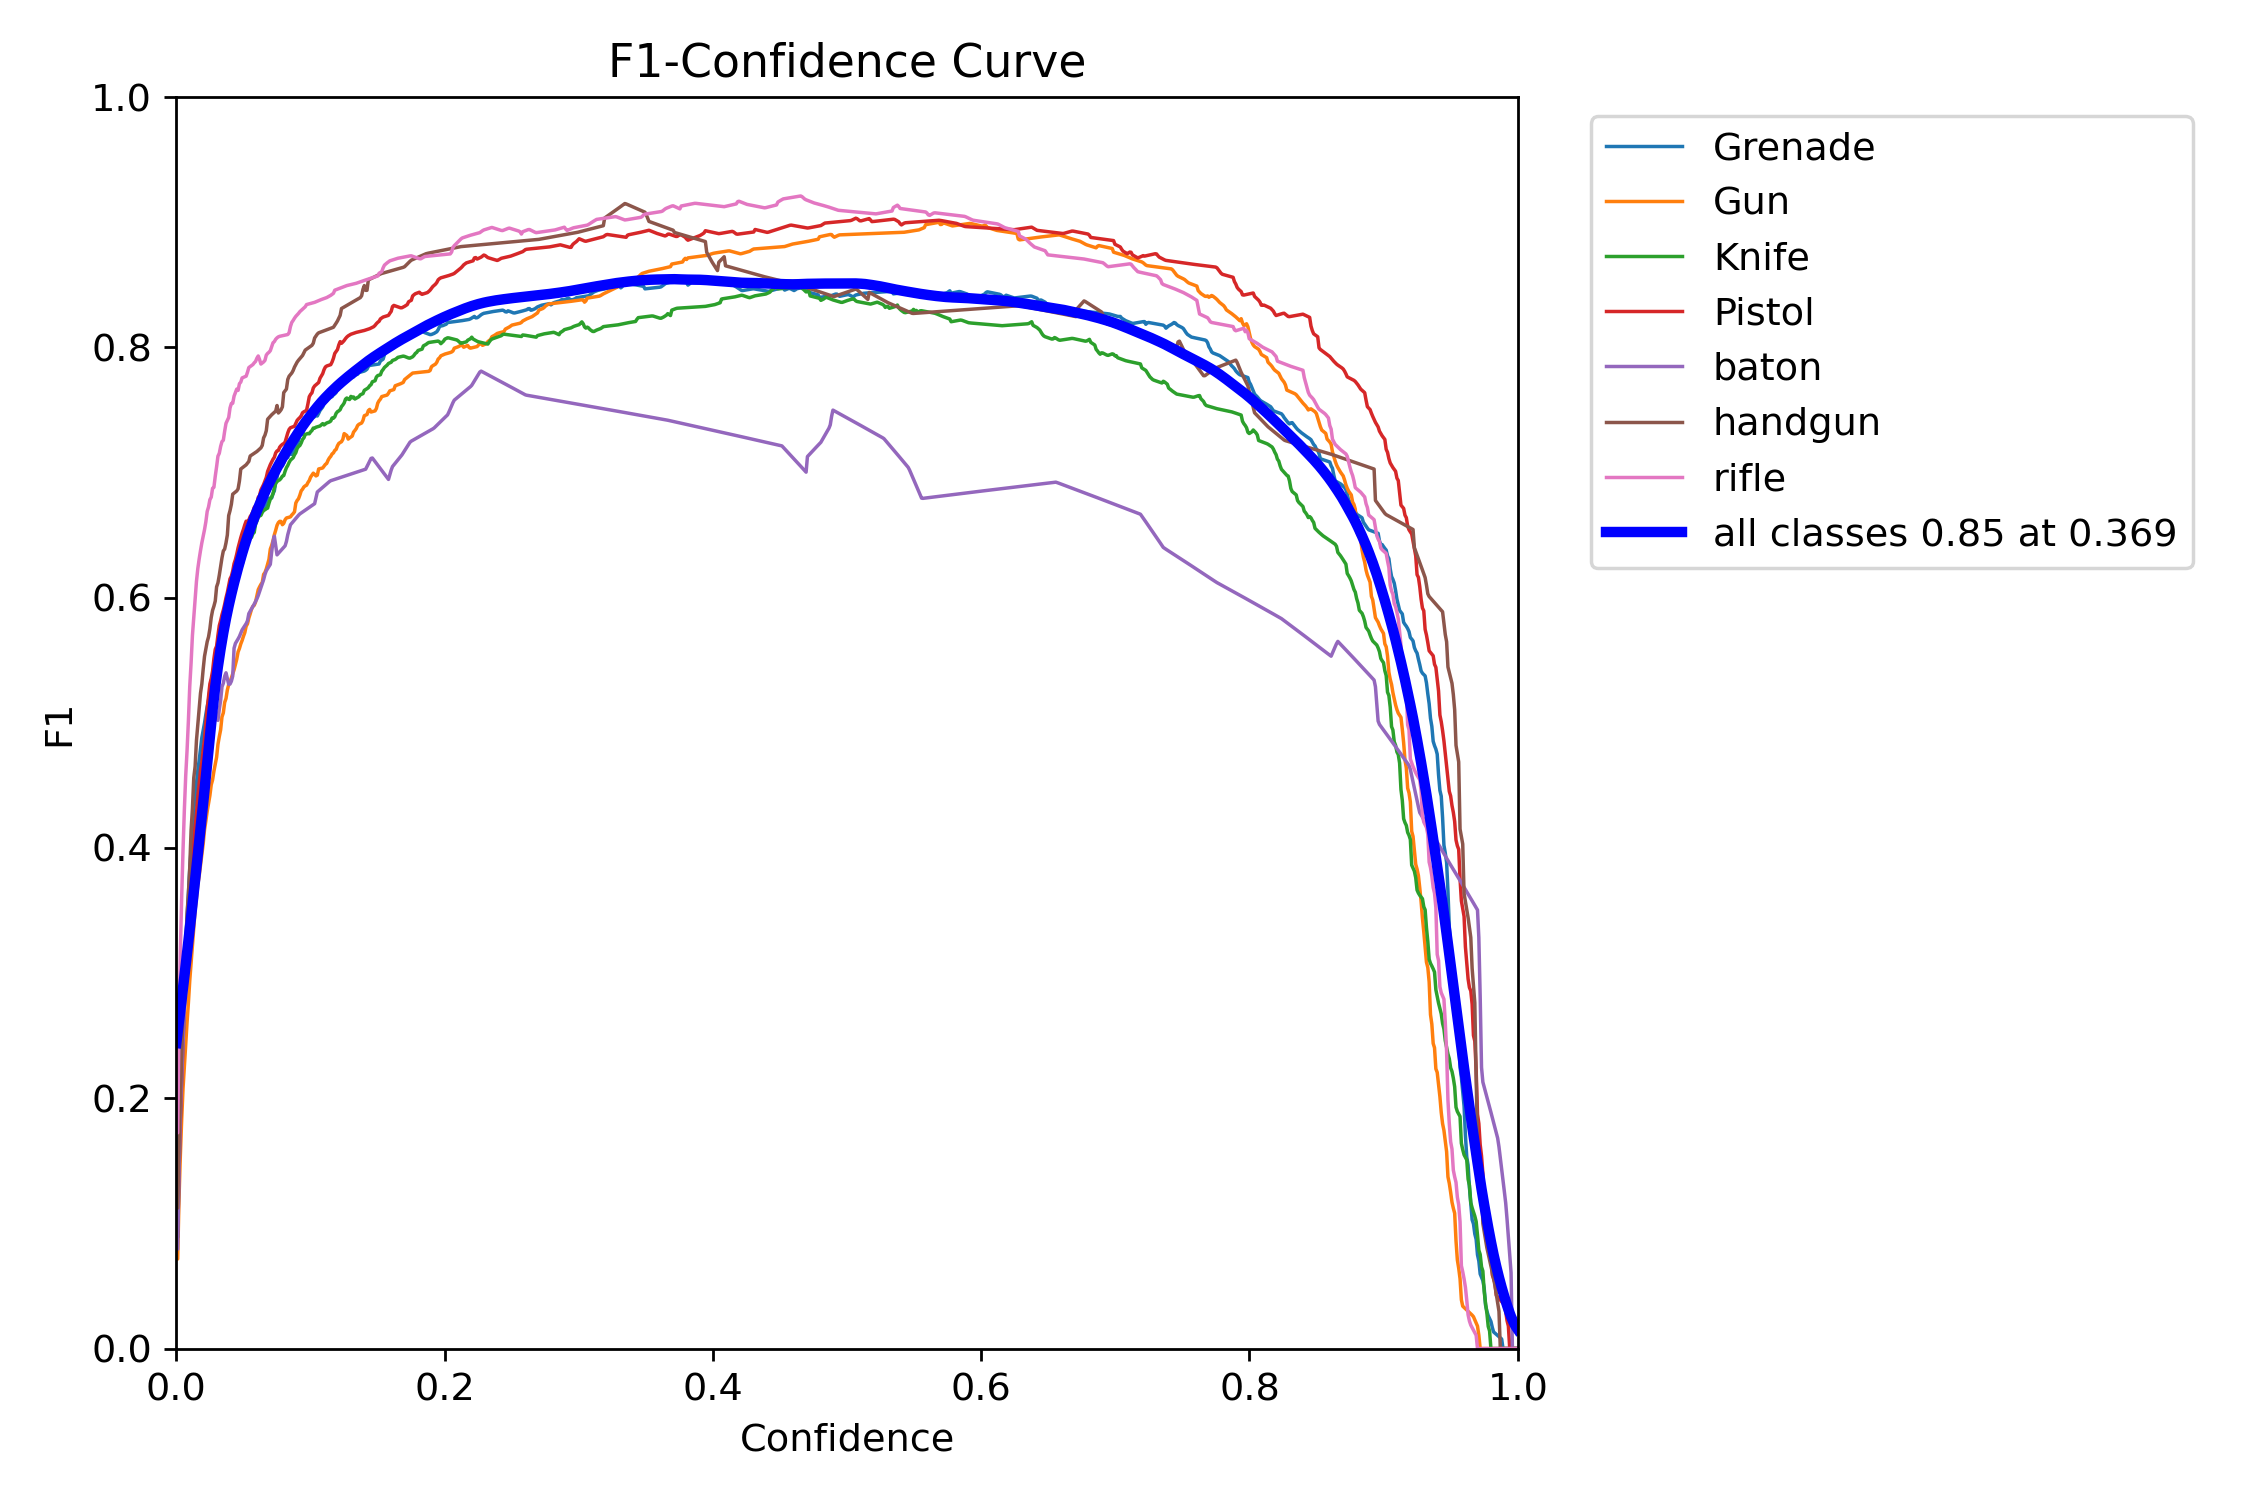 F1-Confidence Curve
1.0
0.8
0.6
0.4
0.2
0.0
F1
0.0 0.2 0.4 0.6 0.8 1.0
Confidence
Grenade
Gun
Knife
Pistol
baton
handgun
rifle
all classes 0.85 at 0.369